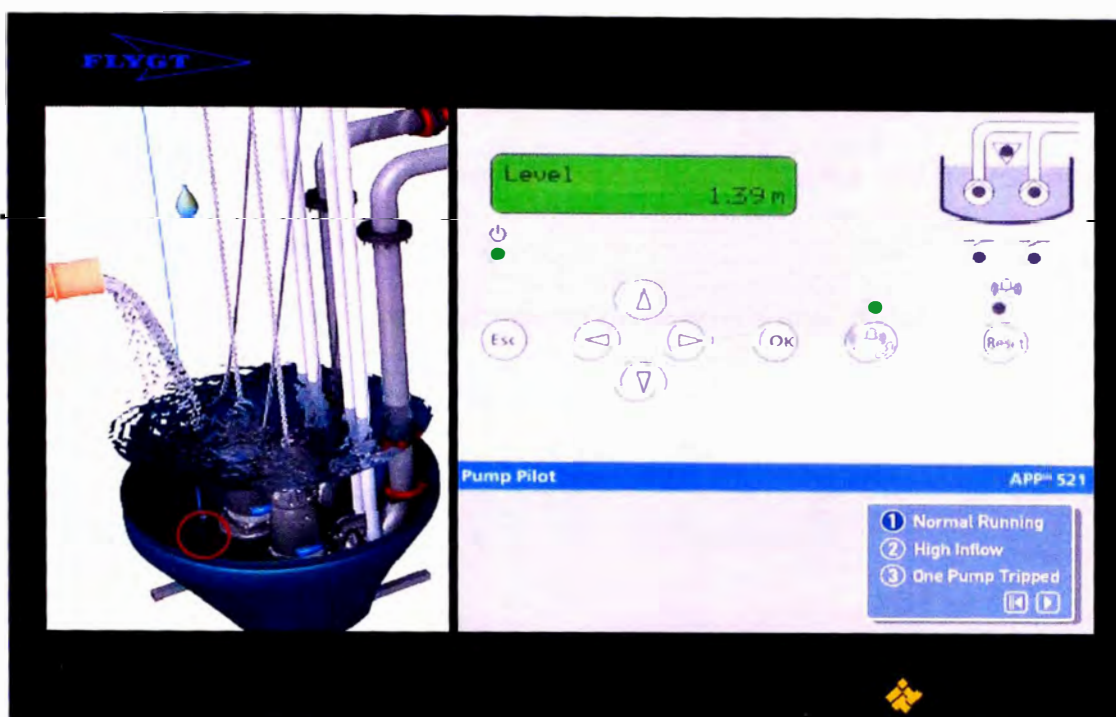 FLYGT
Level
1.39 m
Esc
OK
Reset
Pump Pilot
APP™ 521
1 Normal Running
2 High Inflow
3 One Pump Tripped